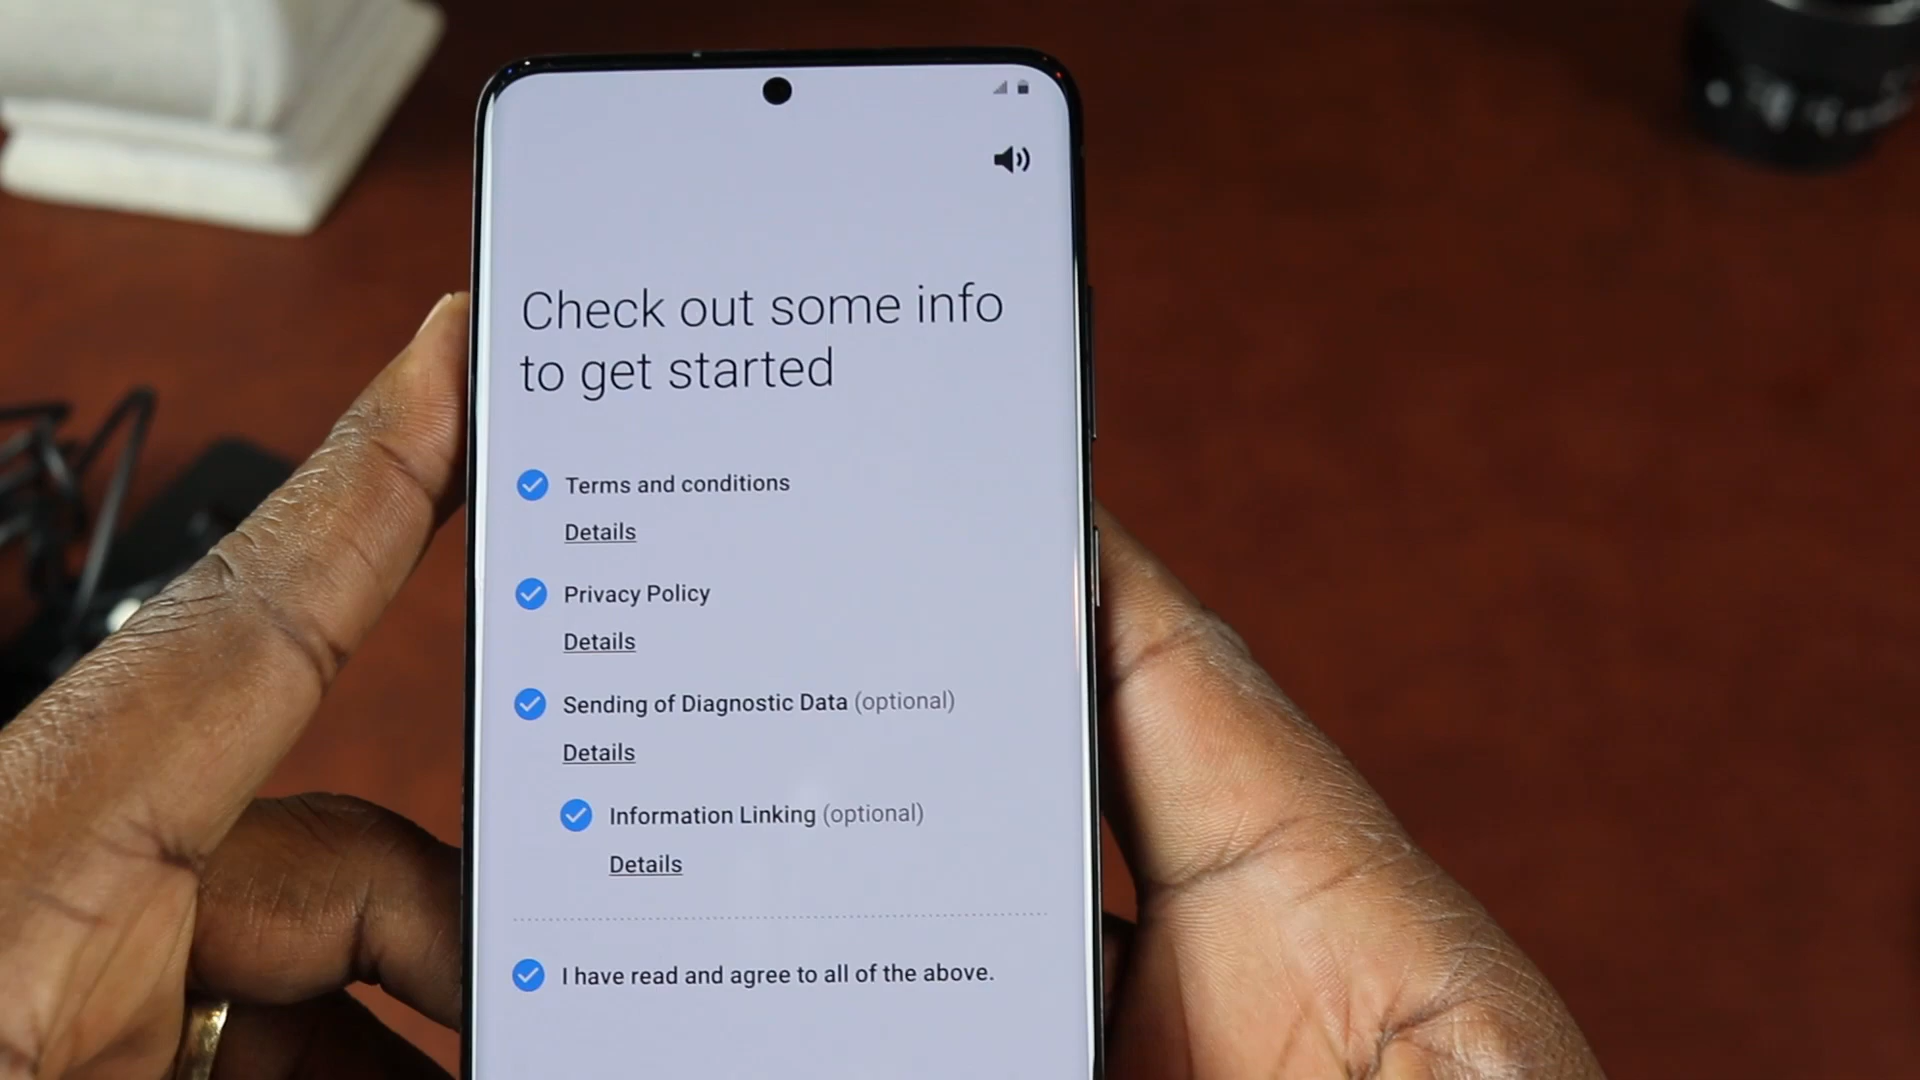 Check out some info
to get started
Terms and conditions
Details
Privacy Policy
Details
Sending of Diagnostic Data (optional)
Details
Information Linking (optional)
Details
I have read and agree to all of the above.